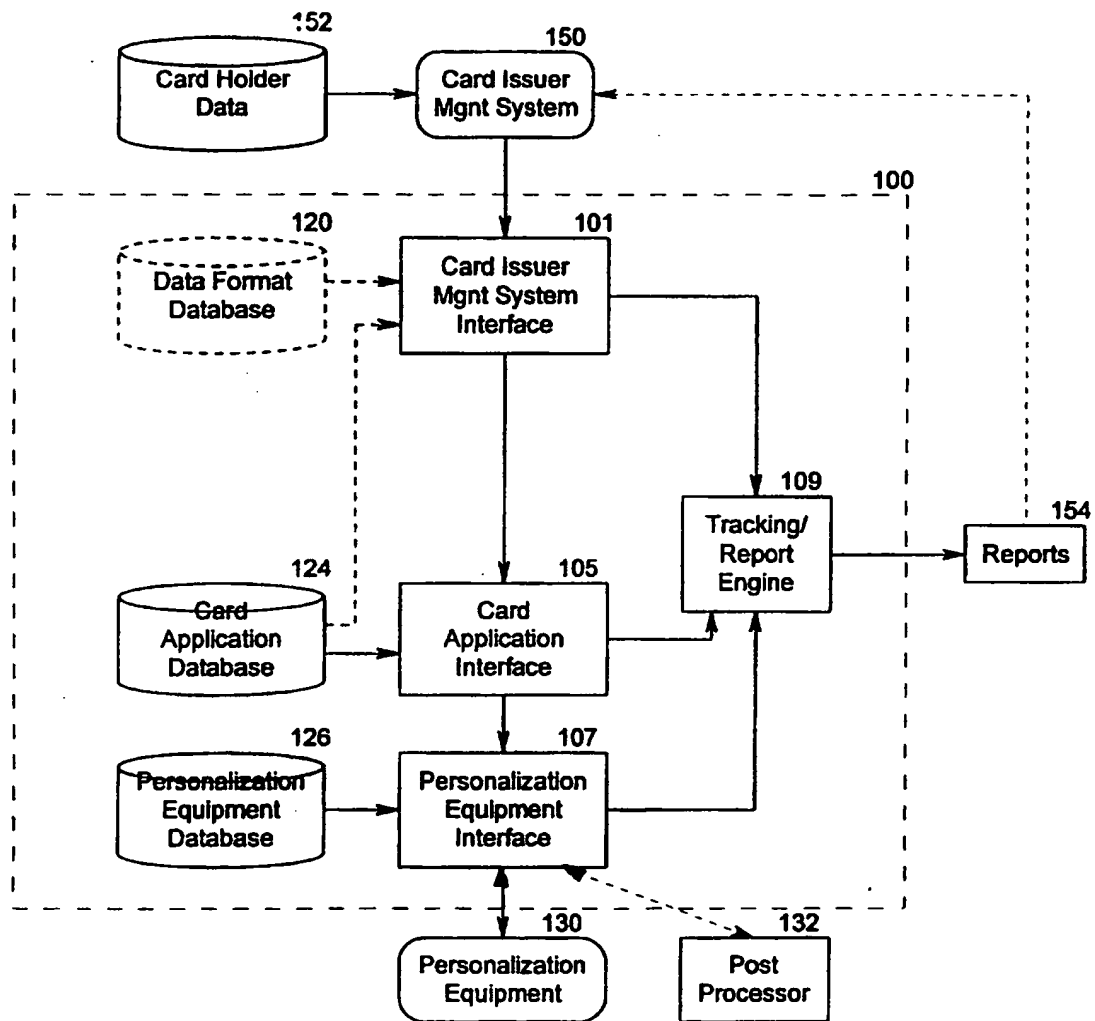 152
Card Holder
Data
150
Card Issuer
Mgnt System
100
120
Data Format
Database
101
Card Issuer
Mgnt System
Interface
109
Tracking/
Report
Engine
154
Reports
124
Card
Application
Database
105
Card
Application
Interface
126
Personalization
Equipment
Database
107
Personalization
Equipment
Interface
130
Personalization
Equipment
132
Post
Processor